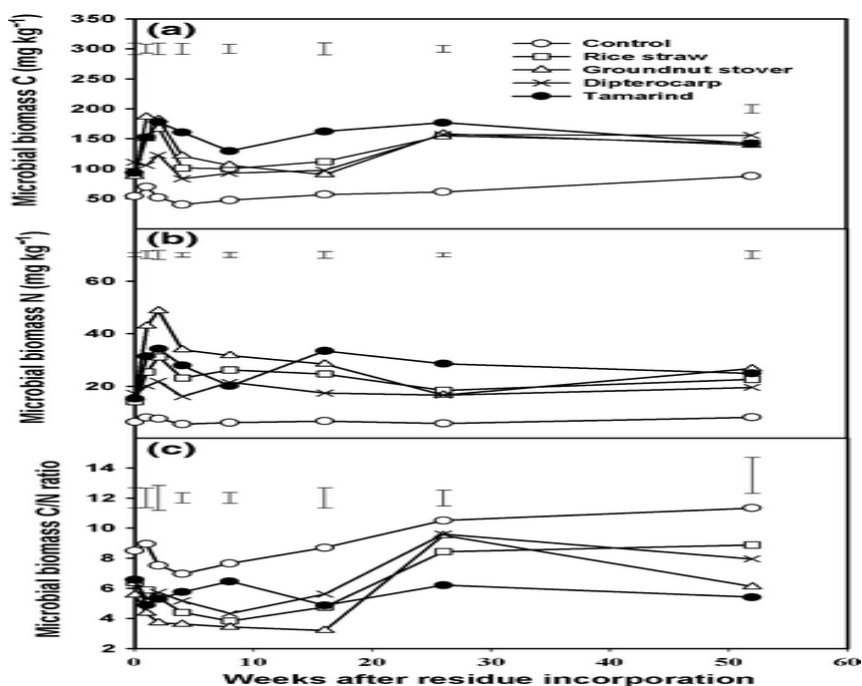 350
(a)
300
250
200
150
100
50
Microbial biomass C (mg kg⁻¹)
Control
Rice straw
Groundnut stover
Dipterocarp
Tamarind
(b)
60
40
20
Microbial biomass N (mg kg⁻¹)
(c)
14
12
10
8
6
4
2
Microbial biomass C/N ratio
0 10 20 30 40 50 60
Weeks after residue incorporation